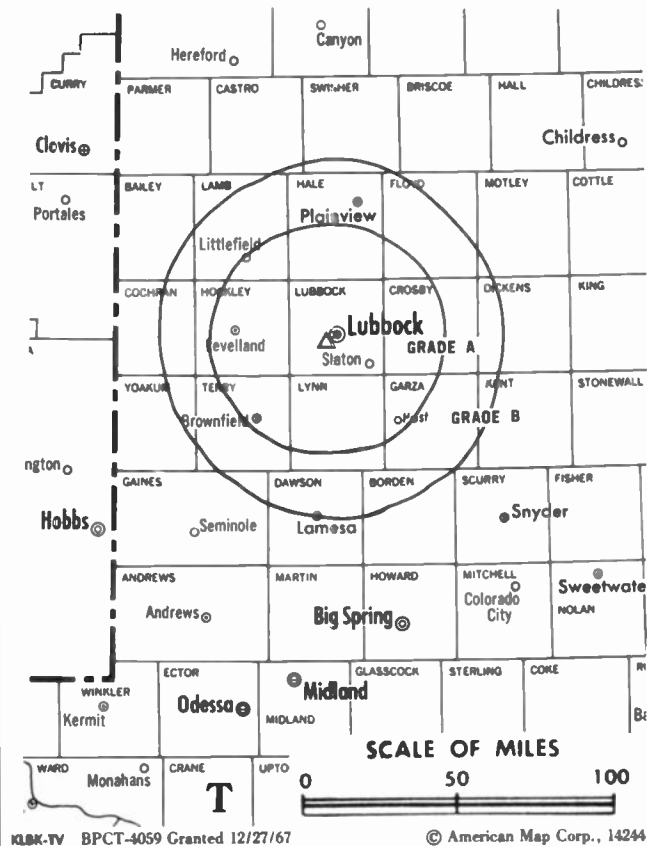 Canyon
Hereford
CURRY PARMER CASTRO SWISHER BRISCOE HALL CHILDRES
Clovis Childress
LT BAILEY LAMB HALE FLOYD MOTLEY COTTLE
Portales Plainview
Littlefield
COCHRAN HOCKLEY LUBBOCK CROSBY DICKENS KING
Lubbock
Levelland GRADE A
Slaton
YOAKUM TERRY LYNN GARZA KENT STONEWALL
Brownfield Post GRADE B
ngton
GAINES DAWSON BORDEN SCURRY FISHER
Hobbs Seminole Lamesa Snyder
ANDREWS MARTIN HOWARD MITCHELL Sweetwate
Andrews Big Spring Colorado City NOLAN
ECTOR GLASSCOCK STERLING COKE
WINKLER Midland
Kermit Odessa MIDLAND
SCALE OF MILES
WARD Monahans CRANE UPTO
T
0 50 100
KLBK-TV BPCT-4059 Granted 12/27/67 © American Map Corp., 14244